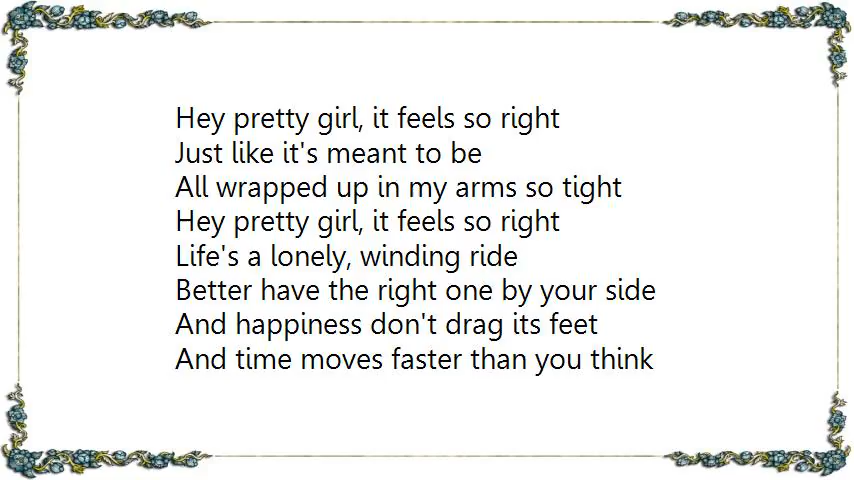 Hey pretty girl, it feels so right
Just like it's meant to be
All wrapped up in my arms so tight
Hey pretty girl, it feels so right
Life's a lonely, winding ride
Better have the right one by your side
And happiness don't drag its feet
And time moves faster than you think